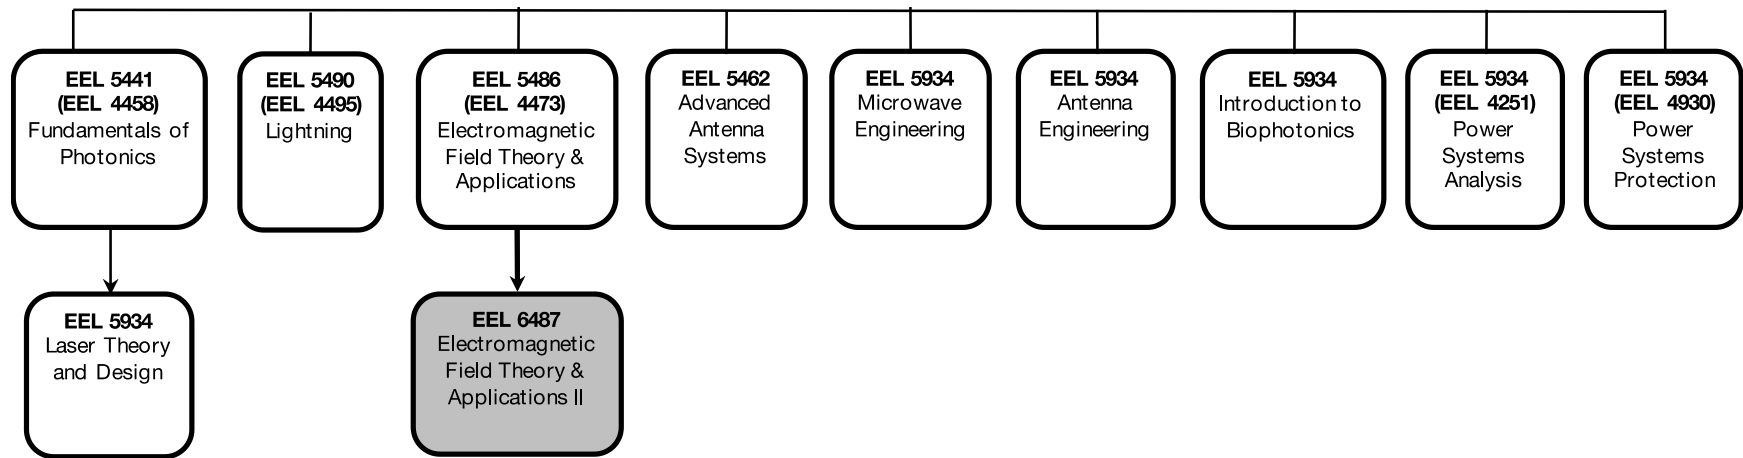 EEL 5441
(EEL 4458)
Fundamentals of
Photonics
EEL 5490
(EEL 4495)
Lightning
EEL 5486
(EEL 4473)
Electromagnetic
Field Theory &
Applications
EEL 5462
Advanced
Antenna
Systems
EEL 5934
Microwave
Engineering
EEL 5934
Antenna
Engineering
EEL 5934
Introduction to
Biophotonics
EEL 5934
(EEL 4251)
Power
Systems
Analysis
EEL 5934
(EEL 4930)
Power
Systems
Protection
EEL 5934
Laser Theory
and Design
EEL 6487
Electromagnetic
Field Theory &
Applications II